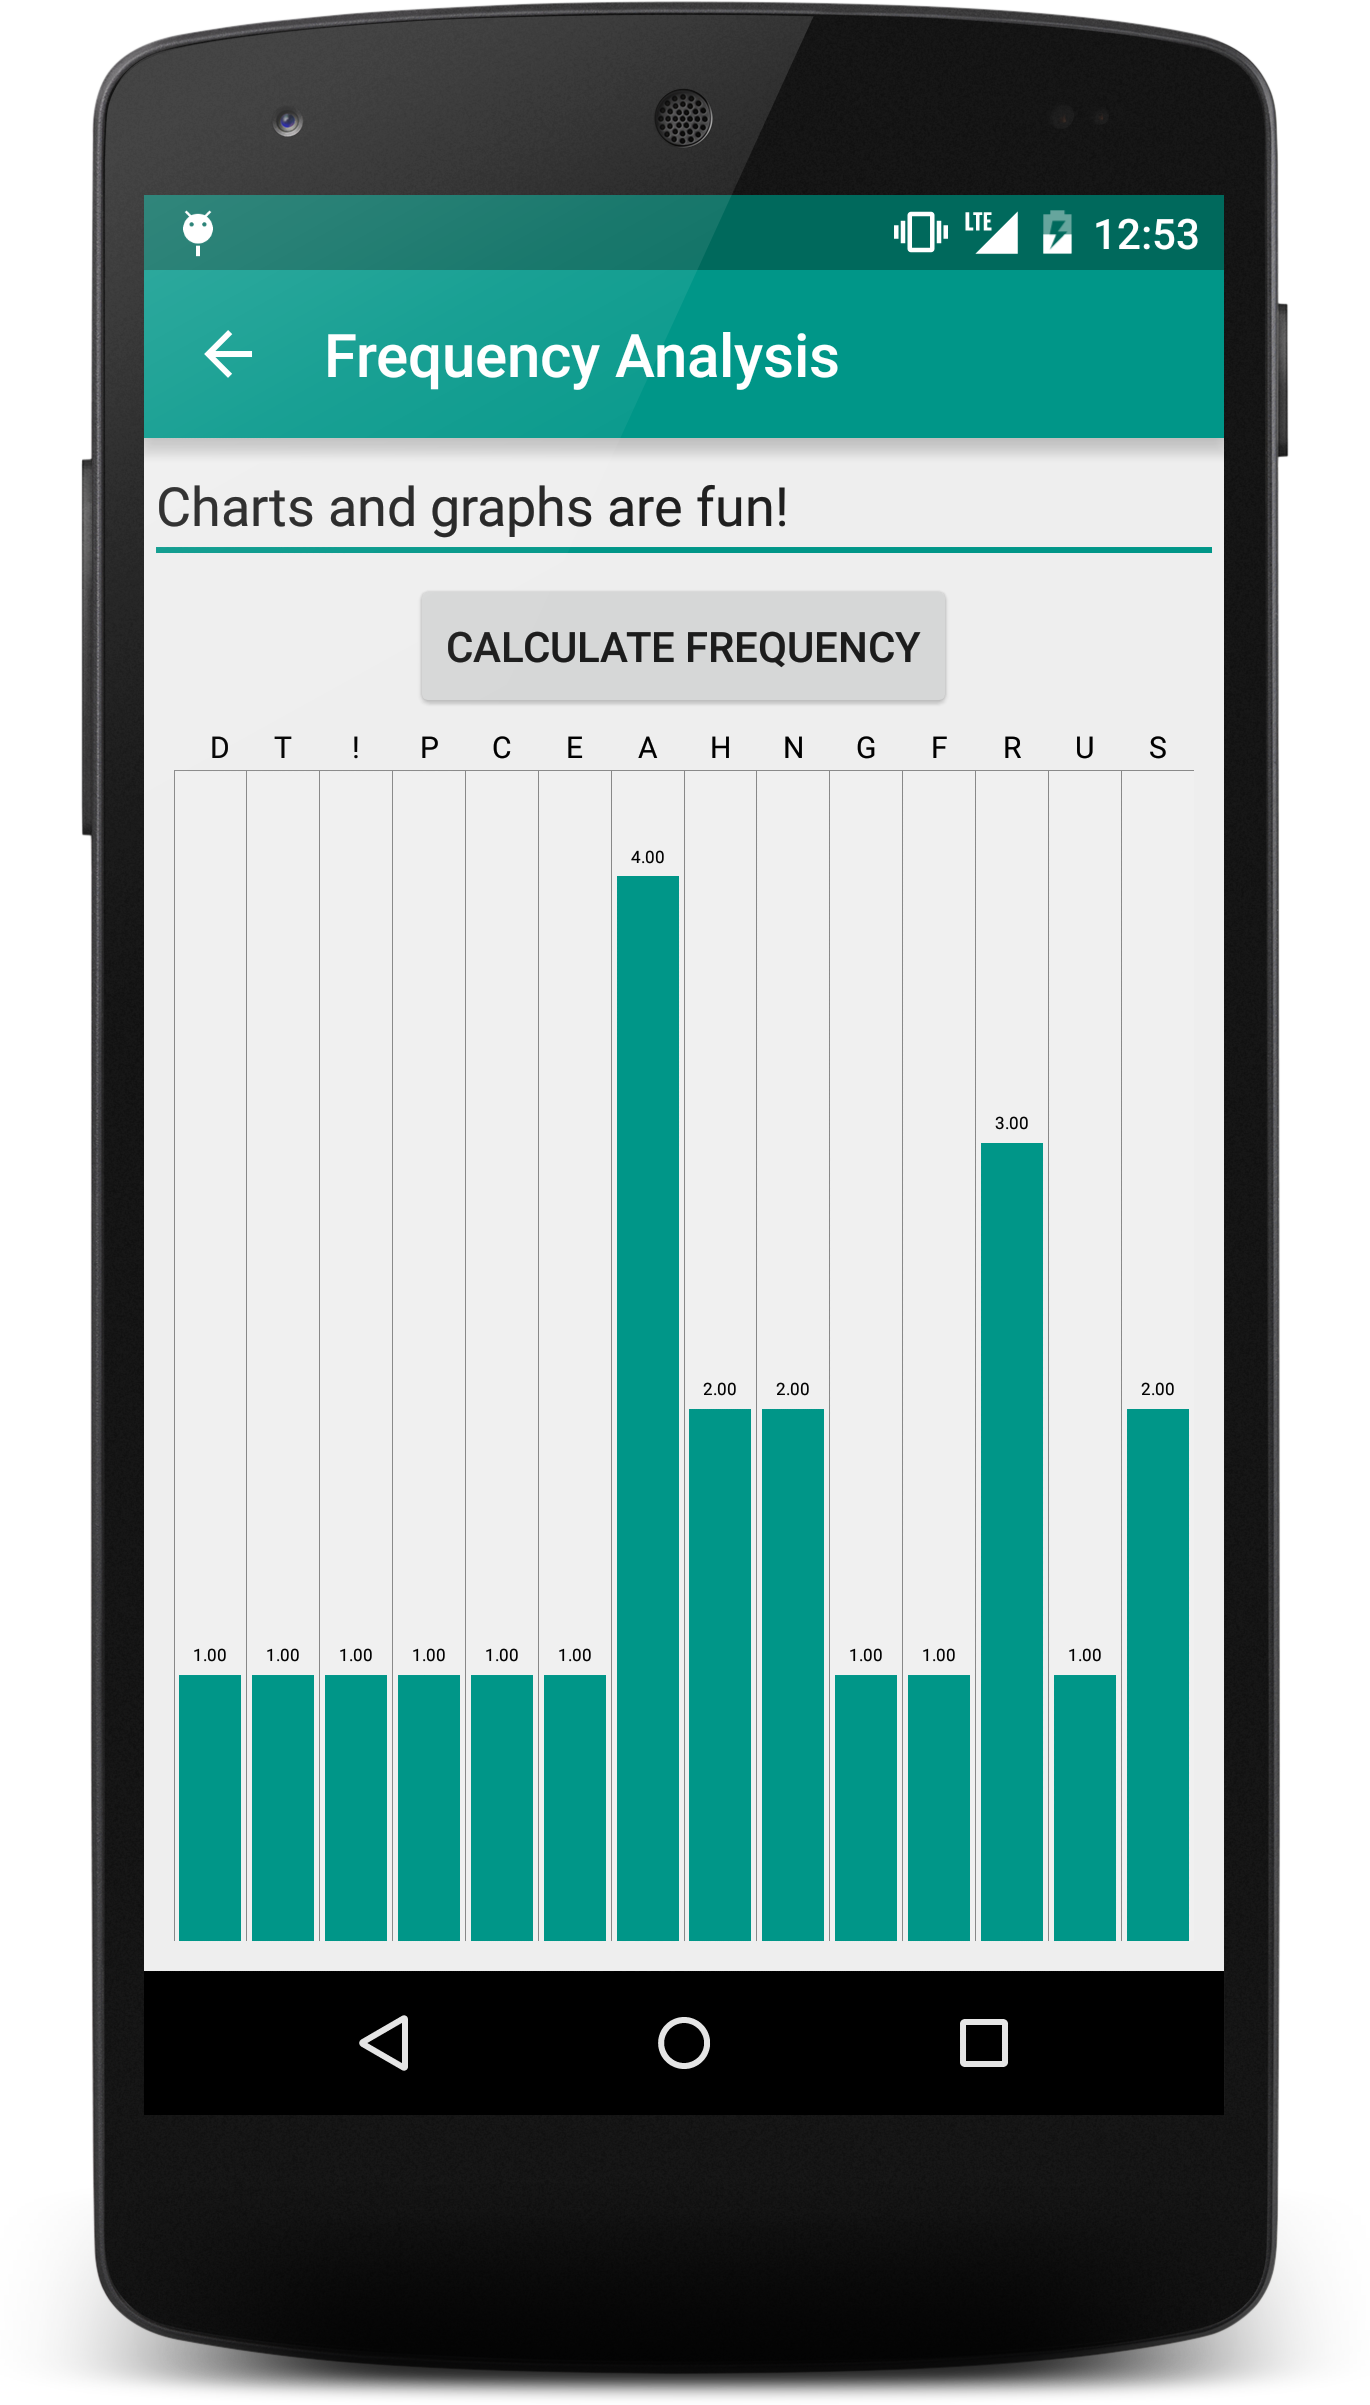 LTE 12:53
Frequency Analysis
Charts and graphs are fun!
CALCULATE FREQUENCY
D T ! P C E A H N G F R U S
4.00
3.00
2.00 2.00 2.00
1.00 1.00 1.00 1.00 1.00 1.00 1.00 1.00 1.00